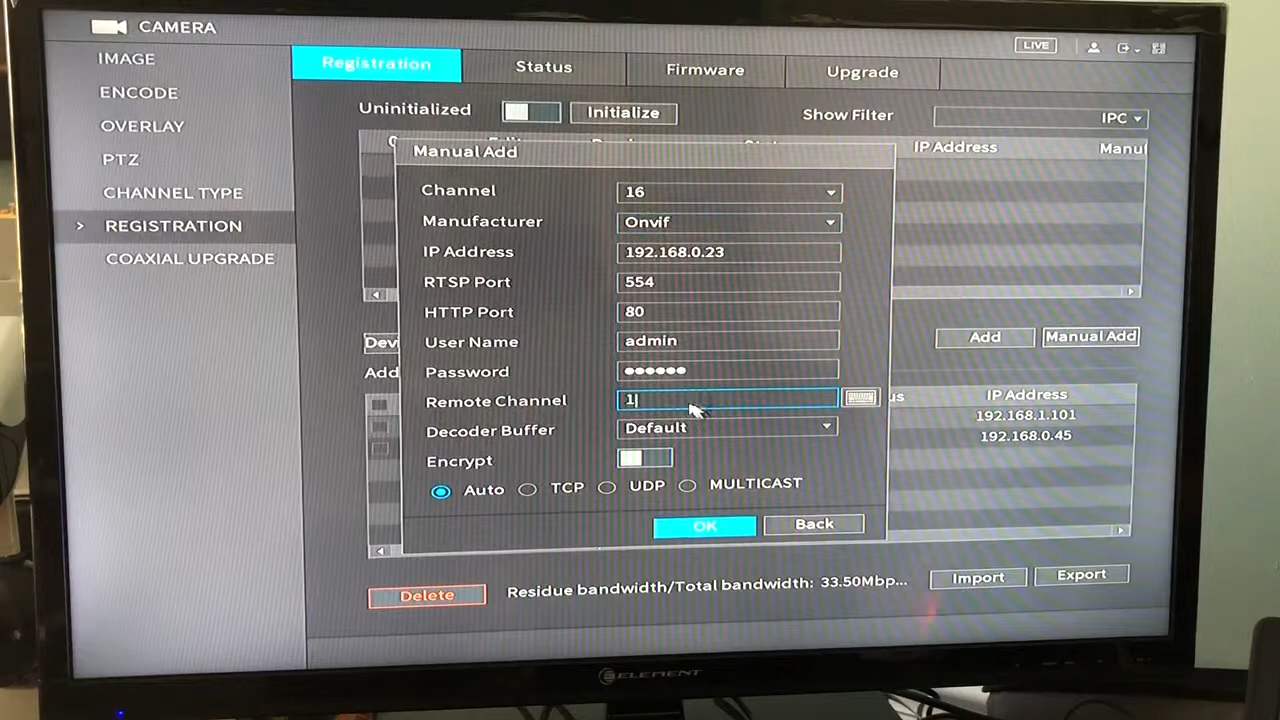 CAMERA
LIVE
IMAGE
ENCODE
OVERLAY
PTZ
CHANNEL TYPE
> REGISTRATION
COAXIAL UPGRADE
Registration Status Firmware Upgrade
Uninitialized Initialize Show Filter IPC
IP Address Manuf
Manual Add
Channel 16
Manufacturer Onvif
IP Address 192.168.0.23
RTSP Port 554
HTTP Port 80
User Name admin
Password ●●●●●●
Remote Channel 1
Decoder Buffer Default
Encrypt
Auto TCP UDP MULTICAST
OK Back
Devi Add Manual Add
Add
us IP Address
192.168.1.101
192.168.0.45
Delete Residue bandwidth/Total bandwidth: 33.50Mbp... Import Export
ELEMENT